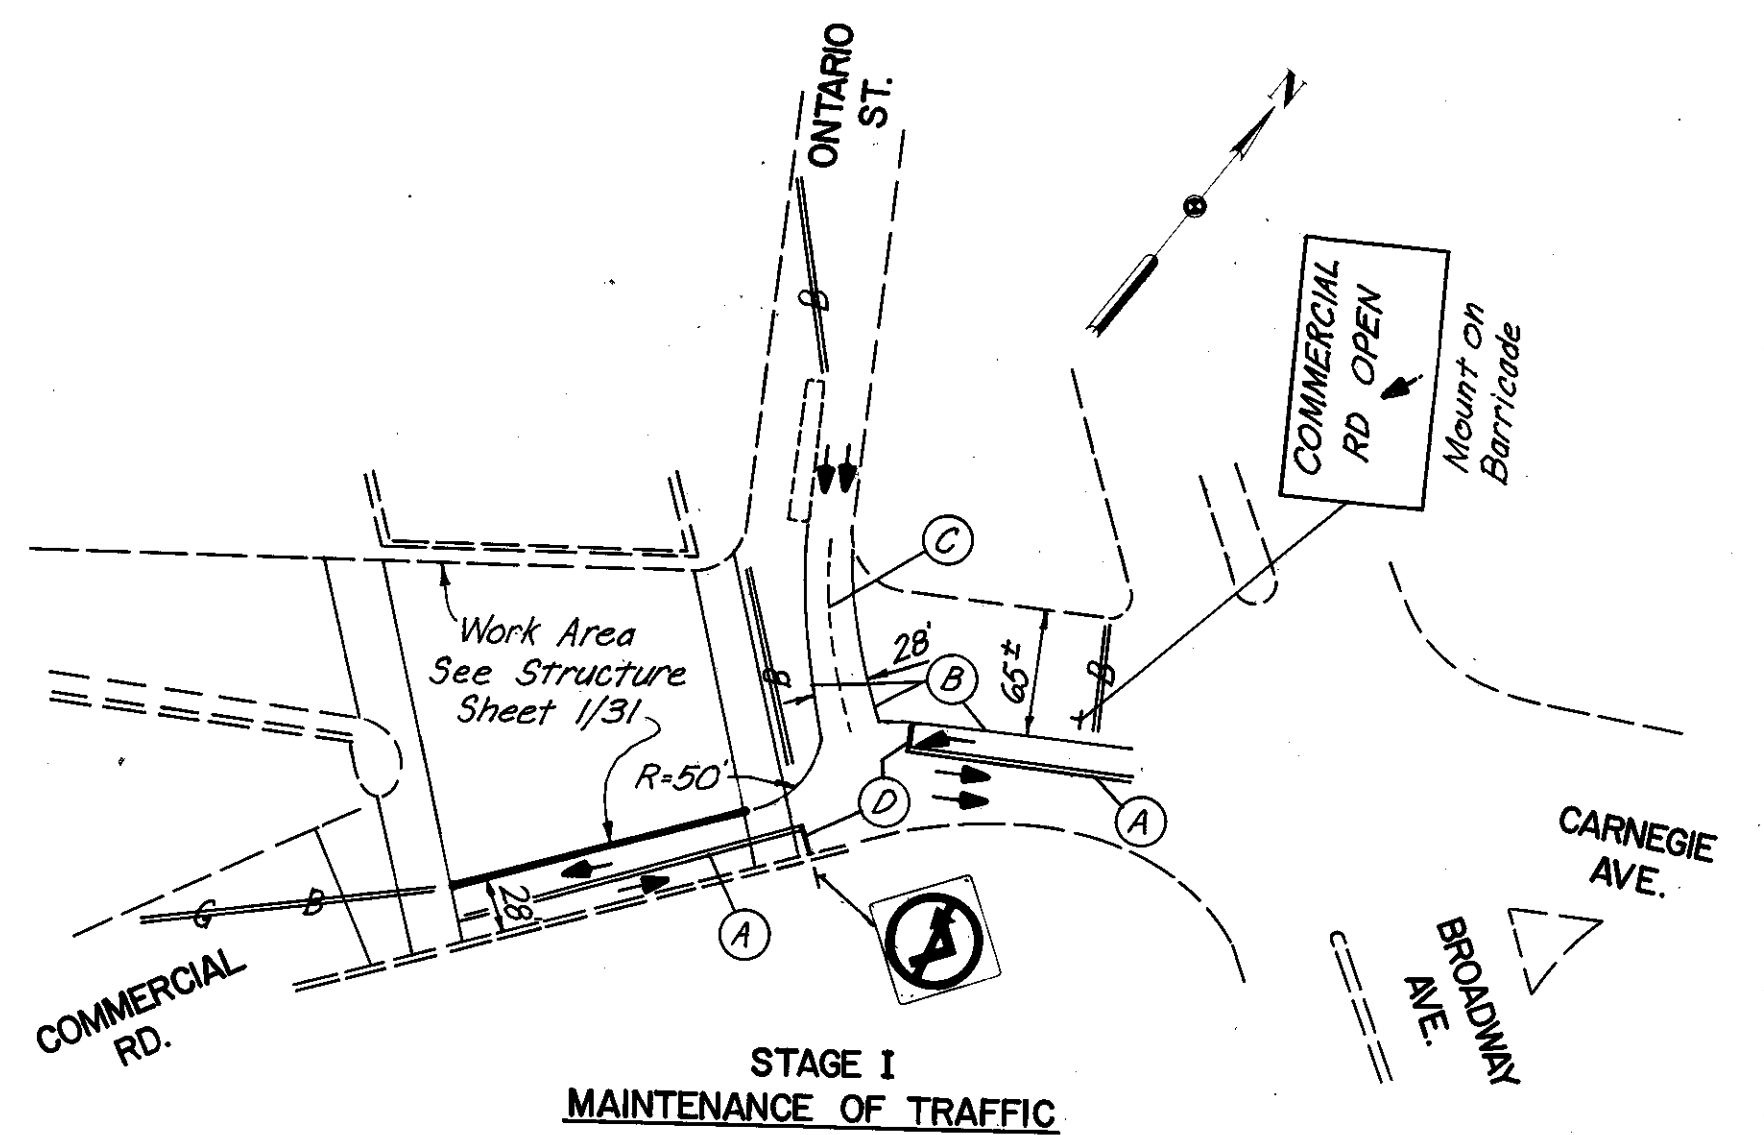 ONTARIO
ST.
N
COMMERCIAL
RD OPEN
Mount on
Barricade
B
C
Work Area
See Structure
Sheet 1/31
28'
B
65±
B
B
R=50'
D
A
CARNEGIE
AVE.
G
B
28'
A
BROADWAY
AVE.
COMMERCIAL
RD.
STAGE I
MAINTENANCE OF TRAFFIC